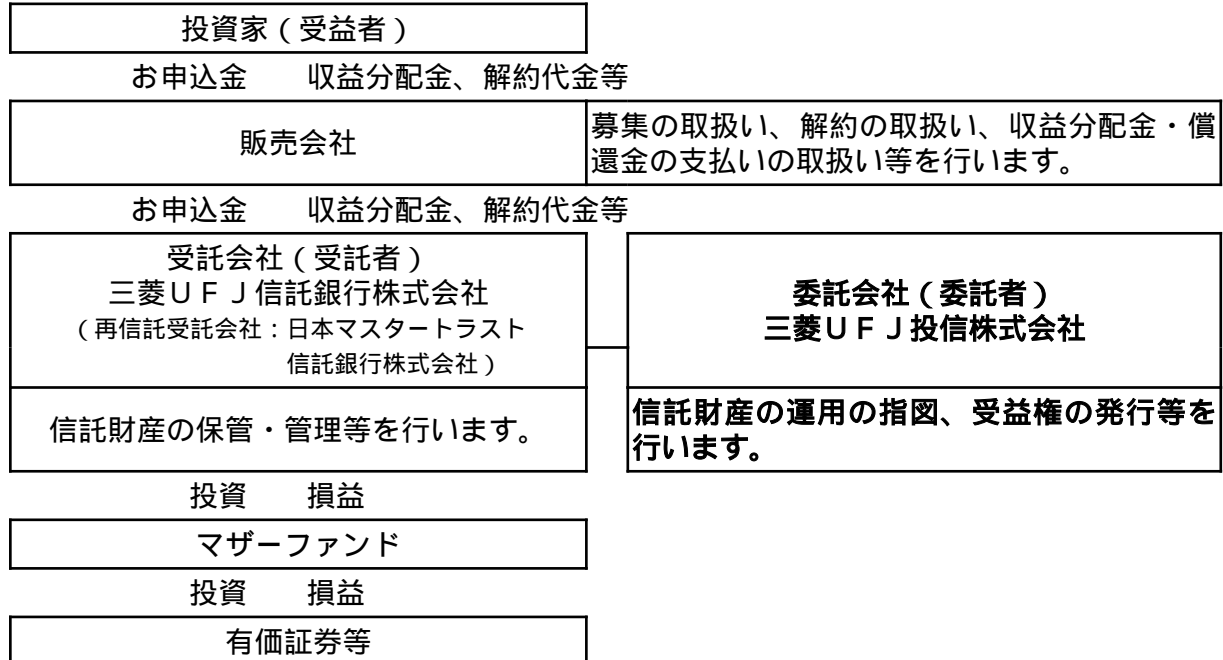 投資家（受益者）
お申込金　　収益分配金、解約代金等
販売会社
募集の取扱い、解約の取扱い、収益分配金・償
還金の支払いの取扱い等を行います。
お申込金　　収益分配金、解約代金等
受託会社（受託者）
三菱ＵＦＪ信託銀行株式会社
（再信託受託会社：日本マスタートラスト
信託銀行株式会社）
委託会社（委託者）
三菱ＵＦＪ投信株式会社
信託財産の保管・管理等を行います。
信託財産の運用の指図、受益権の発行等を
行います。
投資　　損益
マザーファンド
投資　　損益
有価証券等